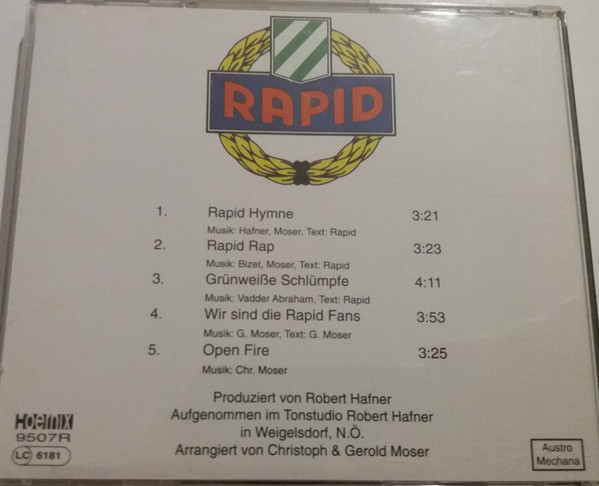 RAPID
1. Rapid Hymne 3:21
Musik: Hafner, Moser, Text: Rapid
2. Rapid Rap 3:23
Musik: Bizet, Moser, Text: Rapid
3. Grünweiße Schlümpfe 4:11
Musik: Vadder Abraham, Text: Rapid
4. Wir sind die Rapid Fans 3:53
Musik: G. Moser, Text: G. Moser
5. Open Fire 3:25
Musik: Chr. Moser
Produziert von Robert Hafner
Aufgenommen im Tonstudio Robert Hafner
in Weigelsdorf, N.Ö.
Arrangiert von Christoph & Gerold Moser
9507R
LC 6181
Austro
Mechana